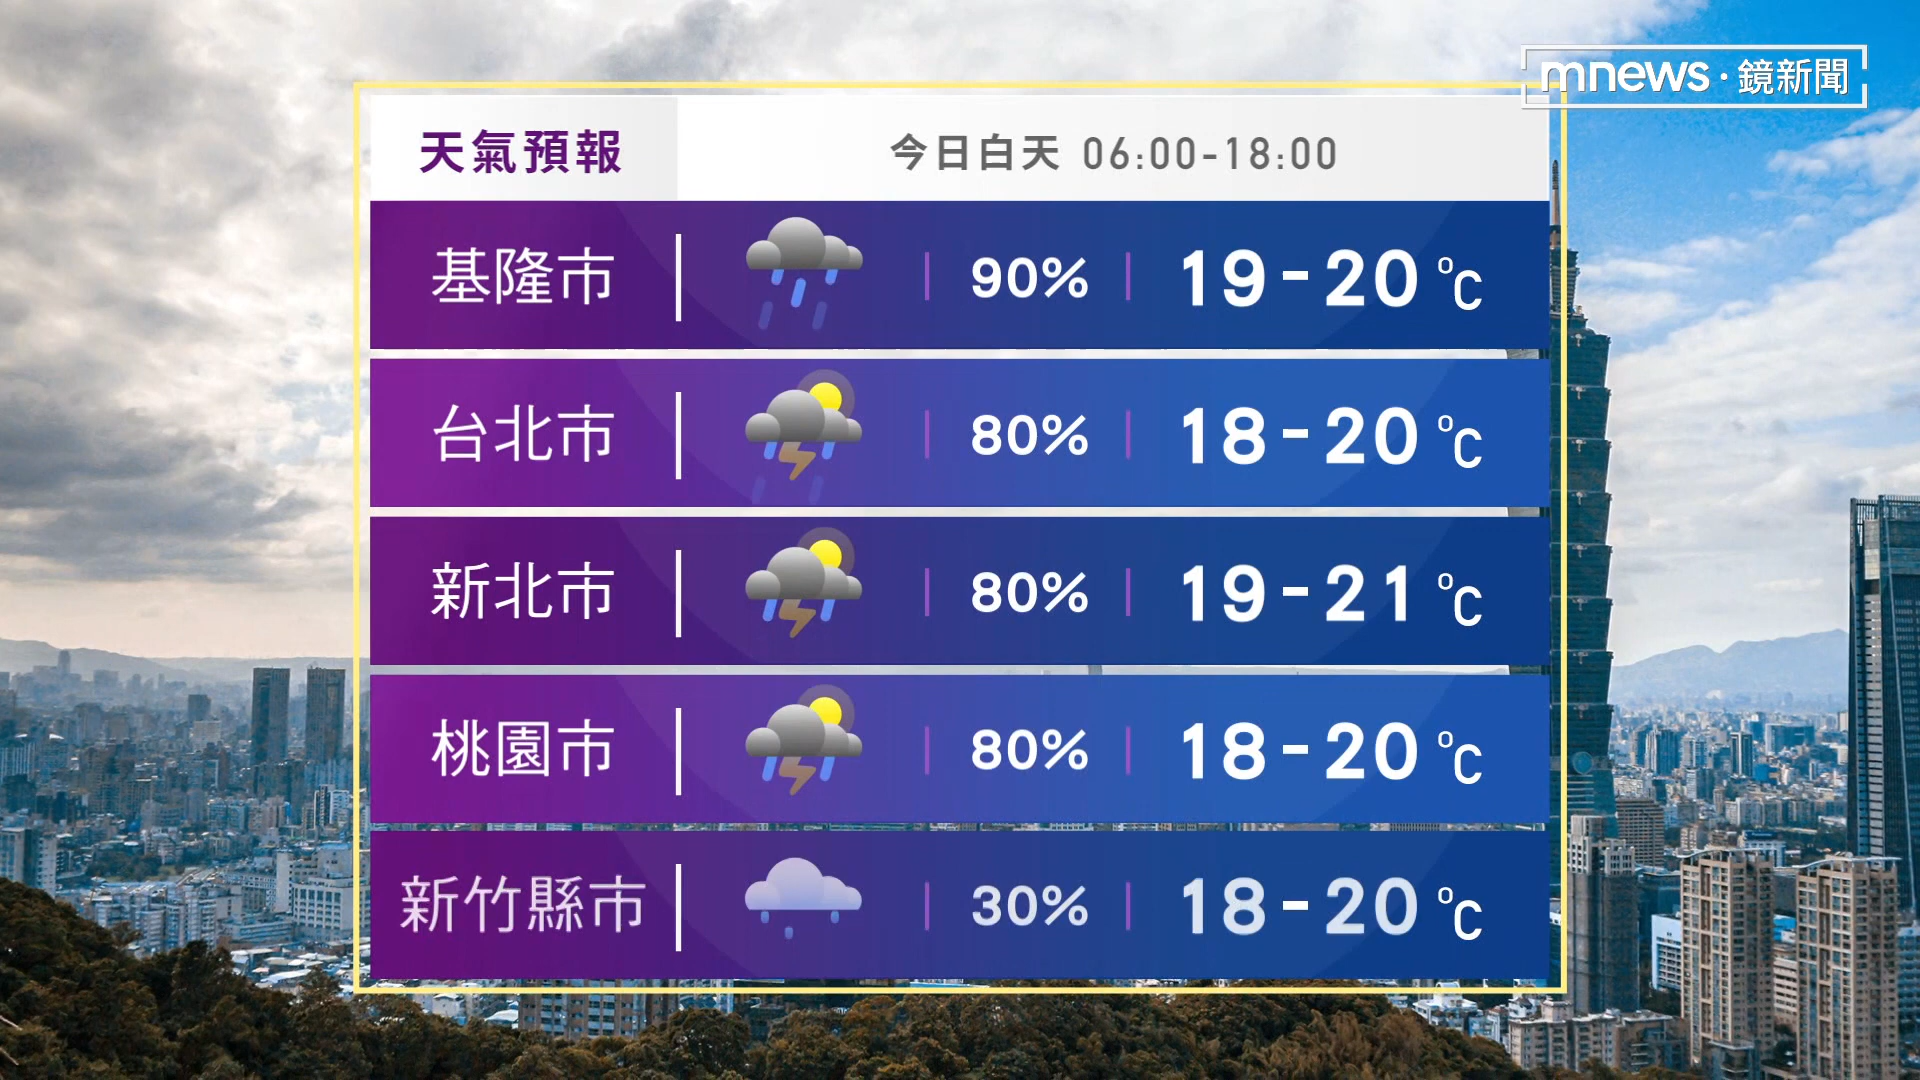 mnews·鏡新聞
天氣預報 今日白天 06:00-18:00
基隆市 90% 19-20 °C
台北市 80% 18-20 °C
新北市 80% 19-21 °C
桃園市 80% 18-20 °C
新竹縣市 30% 18-20 °C